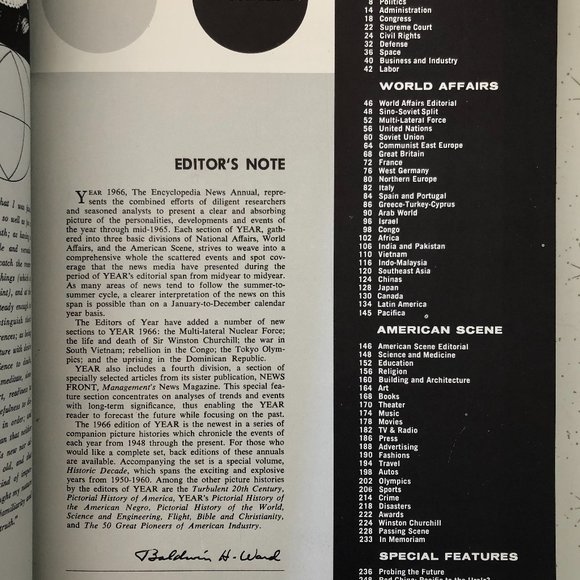 EDITOR'S NOTE
YEAR 1966, The Encyclopedia News Annual, repre-
sents the combined efforts of diligent researchers
and seasoned analysts to present a clear and absorbing
picture of the personalities, developments and events of
the year through mid-1965. Each section of YEAR, gath-
ered into three basic divisions of National Affairs, World
Affairs, and the American Scene, strives to weave into a
comprehensive whole the scattered events and spot cov-
erage that the news media have presented during the
period of YEAR's editorial span from midyear to midyear.
As many areas of news tend to follow the summer-to-
summer cycle, a clearer interpretation of the news on this
span is possible than on a January-to-December calendar
year basis.
The Editors of Year have added a number of new
sections to YEAR 1966: the Multi-lateral Nuclear Force;
the life and death of Sir Winston Churchill; the war in
South Vietnam; rebellion in the Congo; the Tokyo Olym-
pics; and the uprising in the Dominican Republic.
YEAR also includes a fourth division, a section of
specially selected articles from its sister publication, NEWS
FRONT, Management's News Magazine. This special fea-
ture section concentrates on analyses of trends and events
with long-term significance, thus enabling the YEAR
reader to forecast the future while focusing on the past.
The 1966 edition of YEAR is the newest in a series of
companion picture histories which chronicle the events of
each year from 1948 through the present. For those who
would like a complete set, back editions of these annuals
are available. Accompanying the set is a special volume,
Historic Decade, which spans the exciting and explosive
years from 1950-1960. Among the other picture histories
by the editors of YEAR are the Turbulent 20th Century,
Pictorial History of America, YEAR's Pictorial History of
the American Negro, Pictorial History of the World,
Science and Engineering, Flight, Bible and Christianity,
and The 50 Great Pioneers of American Industry.
Baldwin H. Ward
8 Politics
14 Administration
18 Congress
22 Supreme Court
24 Civil Rights
32 Defense
36 Space
40 Business and Industry
42 Labor
WORLD AFFAIRS
46 World Affairs Editorial
48 Sino-Soviet Split
52 Multi-Lateral Force
56 United Nations
60 Soviet Union
64 Communist East Europe
68 Great Britain
72 France
76 West Germany
80 Northern Europe
82 Italy
84 Spain and Portugal
86 Greece-Turkey-Cyprus
90 Arab World
96 Israel
98 Congo
102 Africa
106 India and Pakistan
110 Vietnam
116 Indo-Malaysia
120 Southeast Asia
124 Chinas
128 Japan
130 Canada
134 Latin America
145 Pacifica
AMERICAN SCENE
146 American Scene Editorial
148 Science and Medicine
152 Education
156 Religion
160 Building and Architecture
164 Art
168 Books
170 Theater
174 Music
178 Movies
182 TV & Radio
186 Press
188 Advertising
190 Fashions
194 Travel
198 Autos
202 Olympics
206 Sports
214 Crime
218 Disasters
222 Awards
224 Winston Churchill
228 Passing Scene
233 In Memoriam
SPECIAL FEATURES
236 Probing the Future